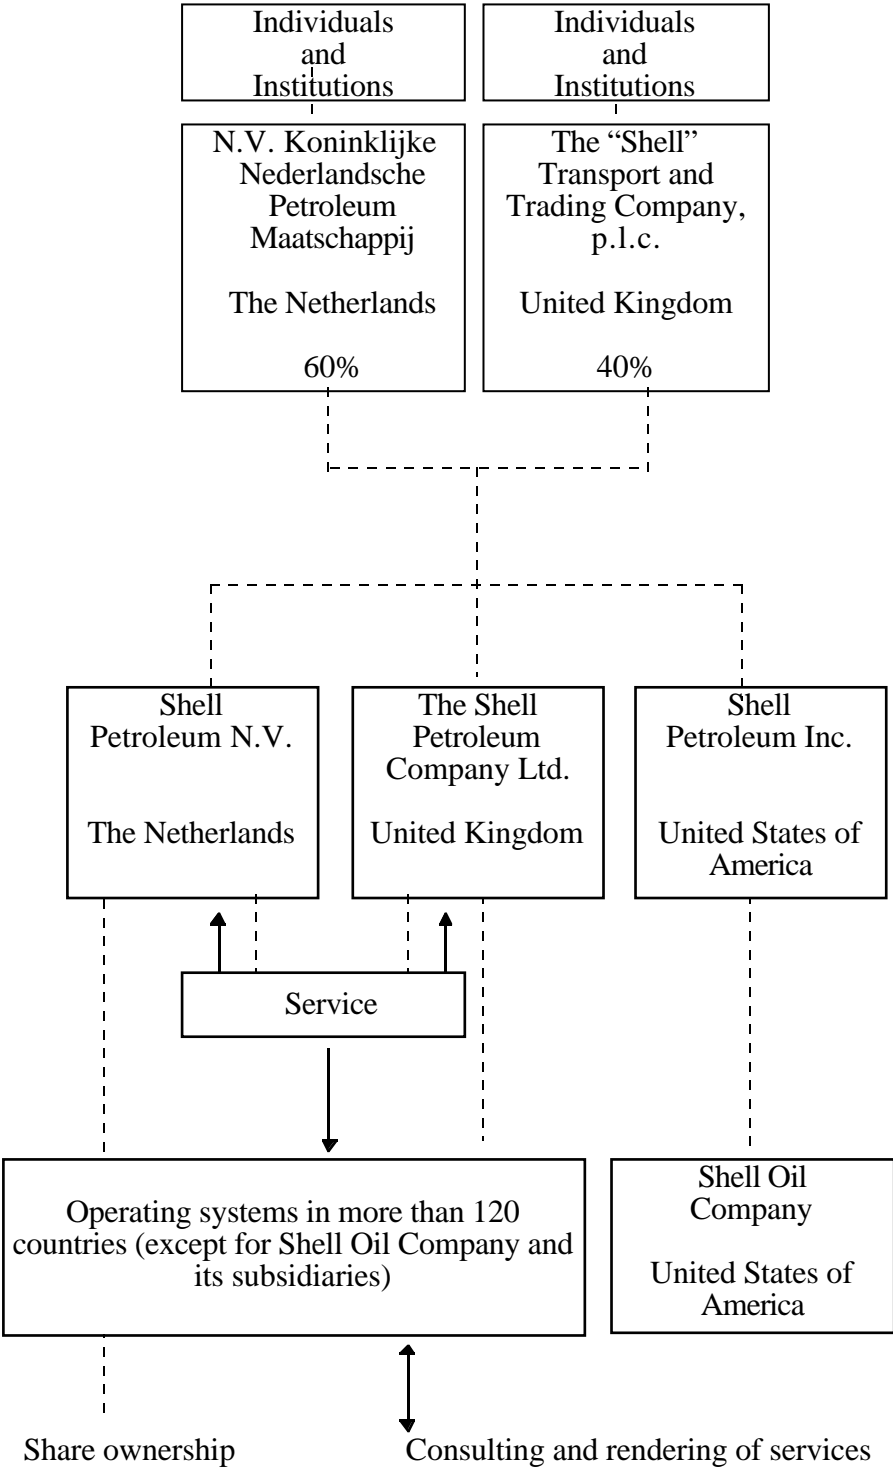 Individuals
and
Institutions
Individuals
and
Institutions
N.V. Koninklijke
Nederlandsche
Petroleum
Maatschappij
The Netherlands
60%
The “Shell”
Transport and
Trading Company,
p.l.c.
United Kingdom
40%
Shell
Petroleum N.V.
The Netherlands
The Shell
Petroleum
Company Ltd.
United Kingdom
Shell
Petroleum Inc.
United States of
America
Service
Operating systems in more than 120
countries (except for Shell Oil Company and
its subsidiaries)
Shell Oil
Company
United States of
America
Share ownership
Consulting and rendering of services